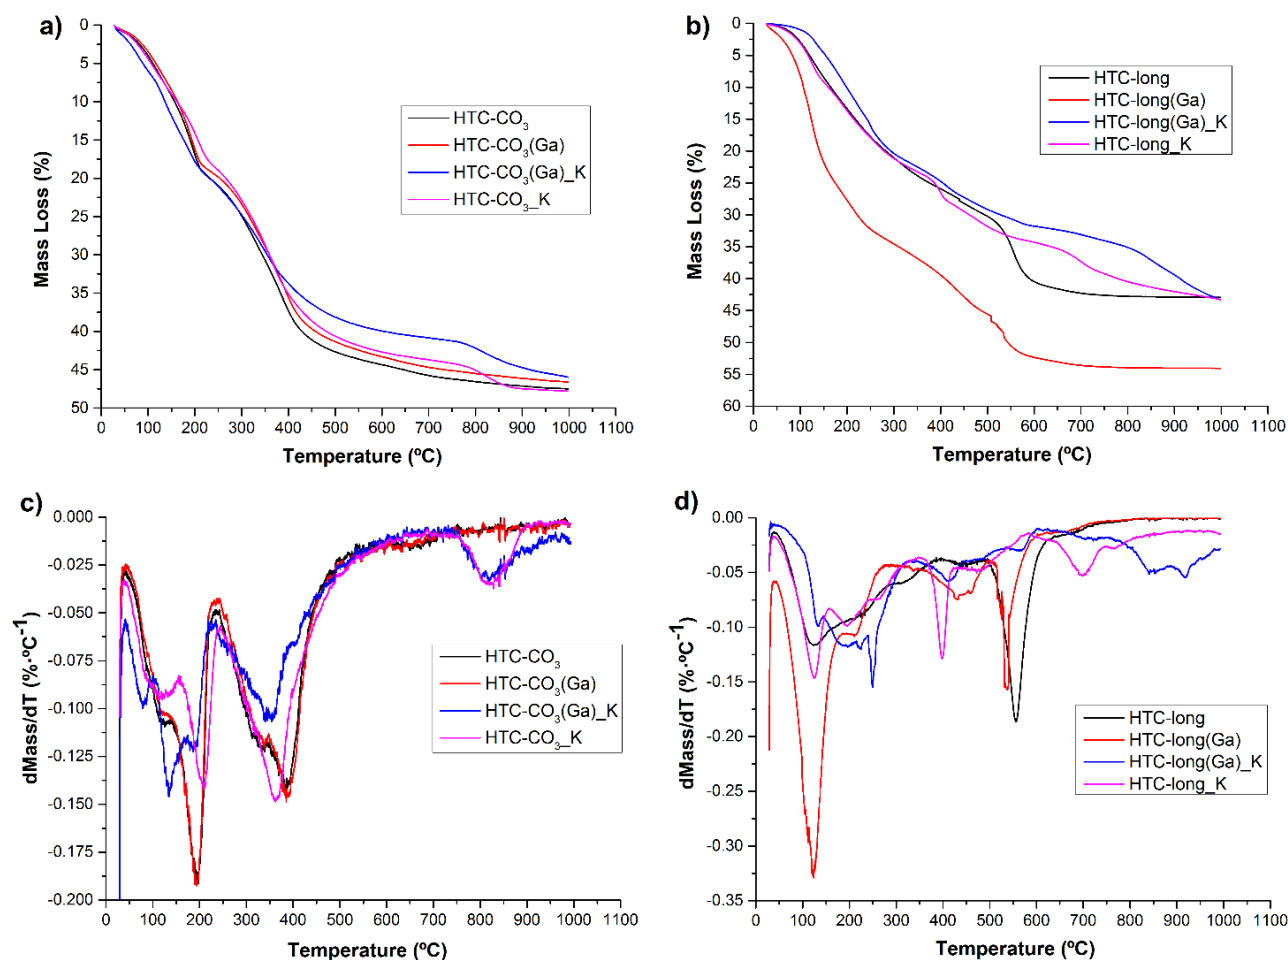 a)
0
5
10
15
20
25
30
35
40
45
50
Mass Loss (%)
HTC-CO3
HTC-CO3(Ga)
HTC-CO3(Ga)_K
HTC-CO3_K
0 100 200 300 400 500 600 700 800 900 1000 1100
Temperature (ºC)
b)
0
5
10
15
20
25
30
35
40
45
50
55
60
Mass Loss (%)
HTC-long
HTC-long(Ga)
HTC-long(Ga)_K
HTC-long_K
0 100 200 300 400 500 600 700 800 900 1000 1100
Temperature (ºC)
c)
0.000
-0.025
-0.050
-0.075
-0.100
-0.125
-0.150
-0.175
-0.200
dMass/dT (%·ºC-1)
HTC-CO3
HTC-CO3(Ga)
HTC-CO3(Ga)_K
HTC-CO3_K
0 100 200 300 400 500 600 700 800 900 1000 1100
Temperature (ºC)
d)
0.00
-0.05
-0.10
-0.15
-0.20
-0.25
-0.30
-0.35
dMass/dT (%·ºC-1)
HTC-long
HTC-long(Ga)
HTC-long(Ga)_K
HTC-long_K
0 100 200 300 400 500 600 700 800 900 1000 1100
Temperature (ºC)